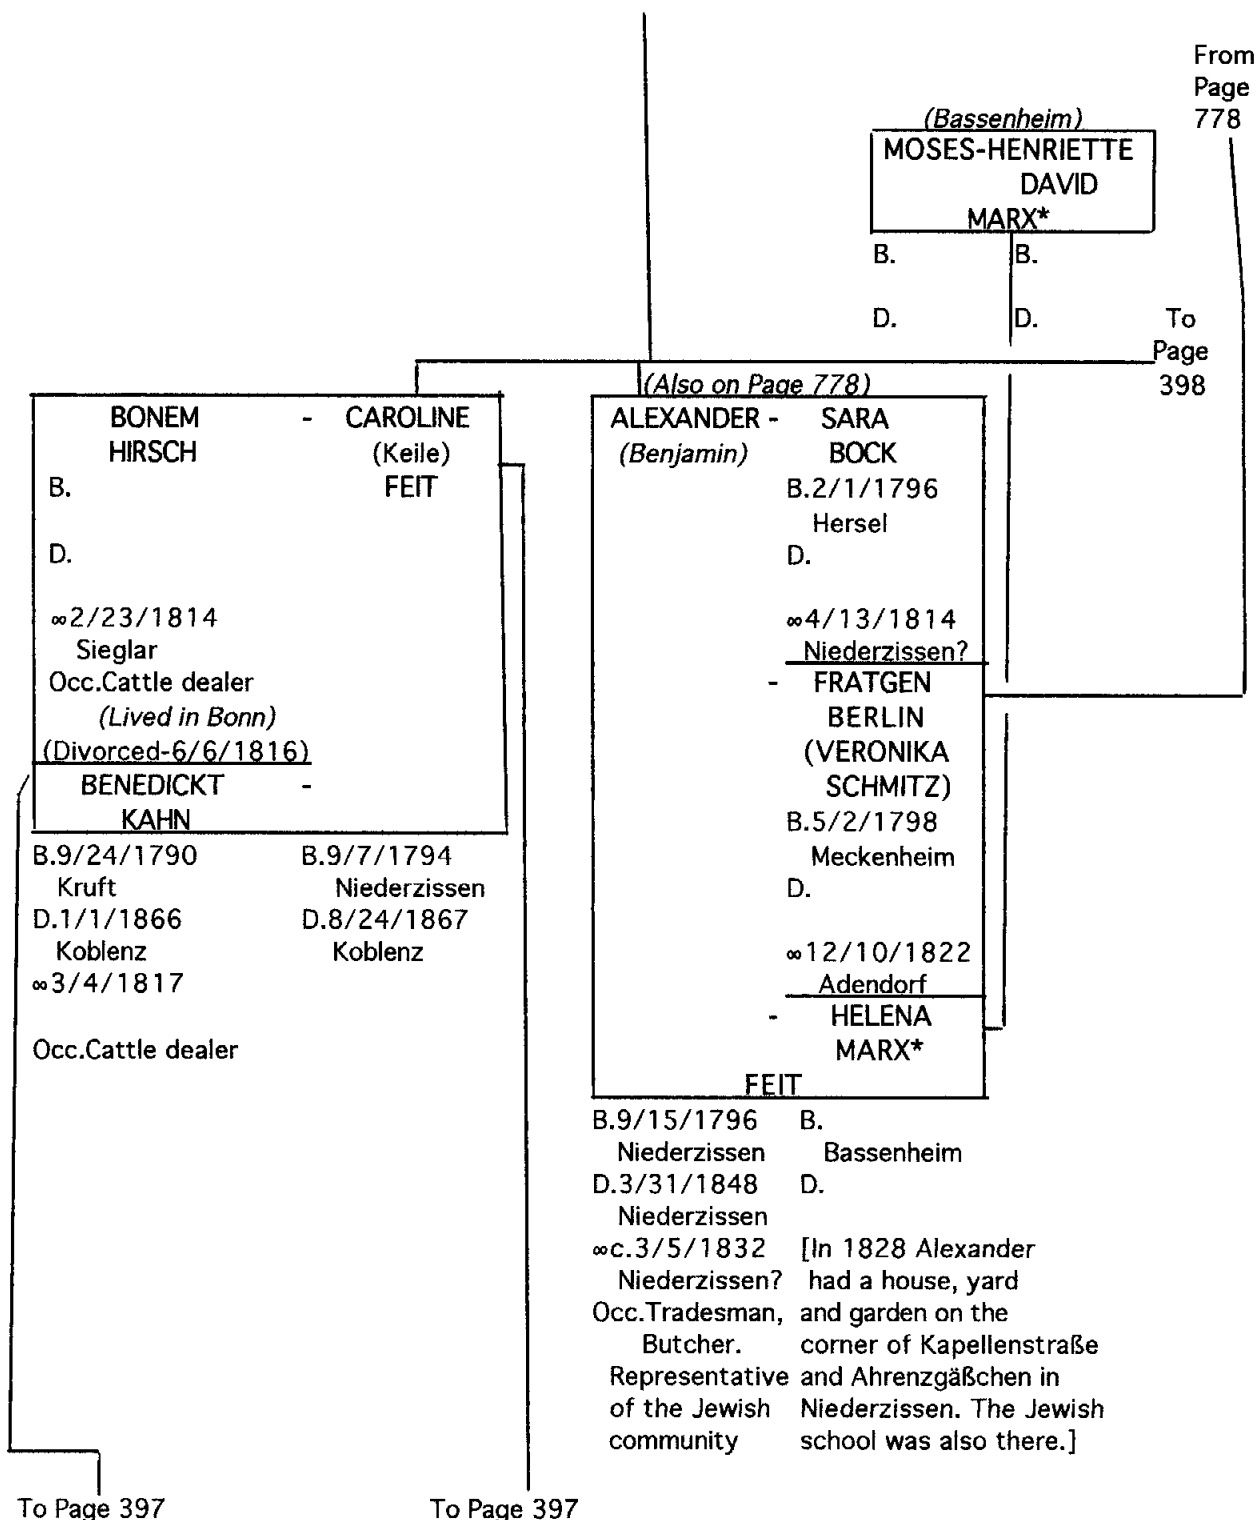 From
Page
778
(Bassenheim)
MOSES-HENRIETTE
DAVID
MARX*
B. B.
D. D.
To
Page
398
BONEM - CAROLINE
HIRSCH (Keile)
B. FEIT
D.
∞2/23/1814
Sieglar
Occ.Cattle dealer
(Lived in Bonn)
(Divorced-6/6/1816)
BENEDICKT -
KAHN
B.9/24/1790 B.9/7/1794
Kruft Niederzissen
D.1/1/1866 D.8/24/1867
Koblenz Koblenz
∞3/4/1817
Occ.Cattle dealer
(Also on Page 778)
ALEXANDER - SARA
(Benjamin) BOCK
B.2/1/1796
Hersel
D.
∞4/13/1814
Niederzissen?
- FRATGEN
BERLIN
(VERONIKA
SCHMITZ)
B.5/2/1798
Meckenheim
D.
∞12/10/1822
Adendorf
- HELENA
MARX*
FEIT
B.9/15/1796 B.
Niederzissen Bassenheim
D.3/31/1848 D.
Niederzissen
∞c.3/5/1832
Niederzissen?
Occ.Tradesman,
Butcher.
Representative
of the Jewish
community
[In 1828 Alexander
had a house, yard
and garden on the
corner of Kapellenstraße
and Ahrenzgäßchen in
Niederzissen. The Jewish
school was also there.]
To Page 397 To Page 397